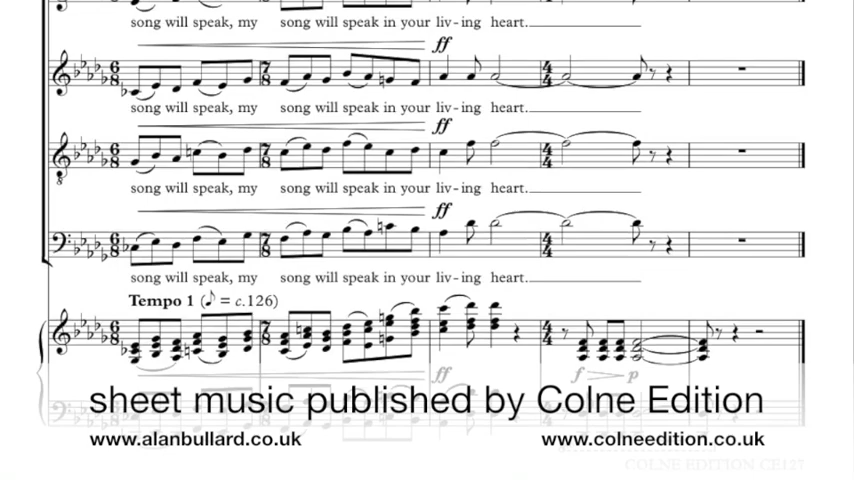 song will speak, my song will speak in your liv-ing heart.
ff
song will speak, my song will speak in your liv-ing heart.
ff
song will speak, my song will speak in your liv-ing heart.
ff
song will speak, my song will speak in your liv-ing heart.
Tempo 1 (♪ = c.126)
ff
f p
sheet music published by Colne Edition
www.alanbullard.co.uk www.colneedition.co.uk
COLNE EDITION CE127